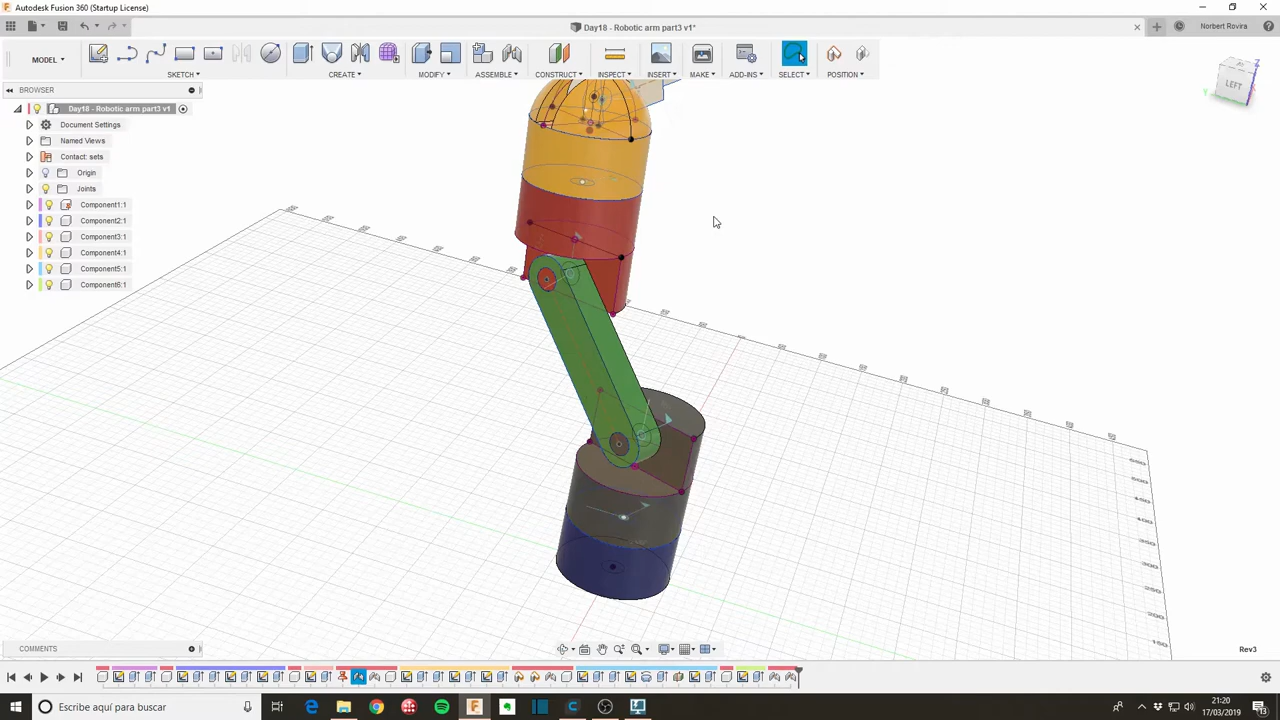 Autodesk Fusion 360 (Startup License)
Day18 - Robotic arm part3 v1*
Norbert Rovira
MODEL
SKETCH
CREATE
MODIFY
ASSEMBLE
CONSTRUCT
INSPECT
INSERT
MAKE
ADD-INS
SELECT
POSITION
BROWSER
Day18 - Robotic arm part3 v1
Document Settings
Named Views
Contact: sets
Origin
Joints
Component1:1
Component2:1
Component3:1
Component4:1
Component5:1
Component6:1
LEFT
Z
COMMENTS
Rev3
Escribe aquí para buscar
21:20
17/03/2019